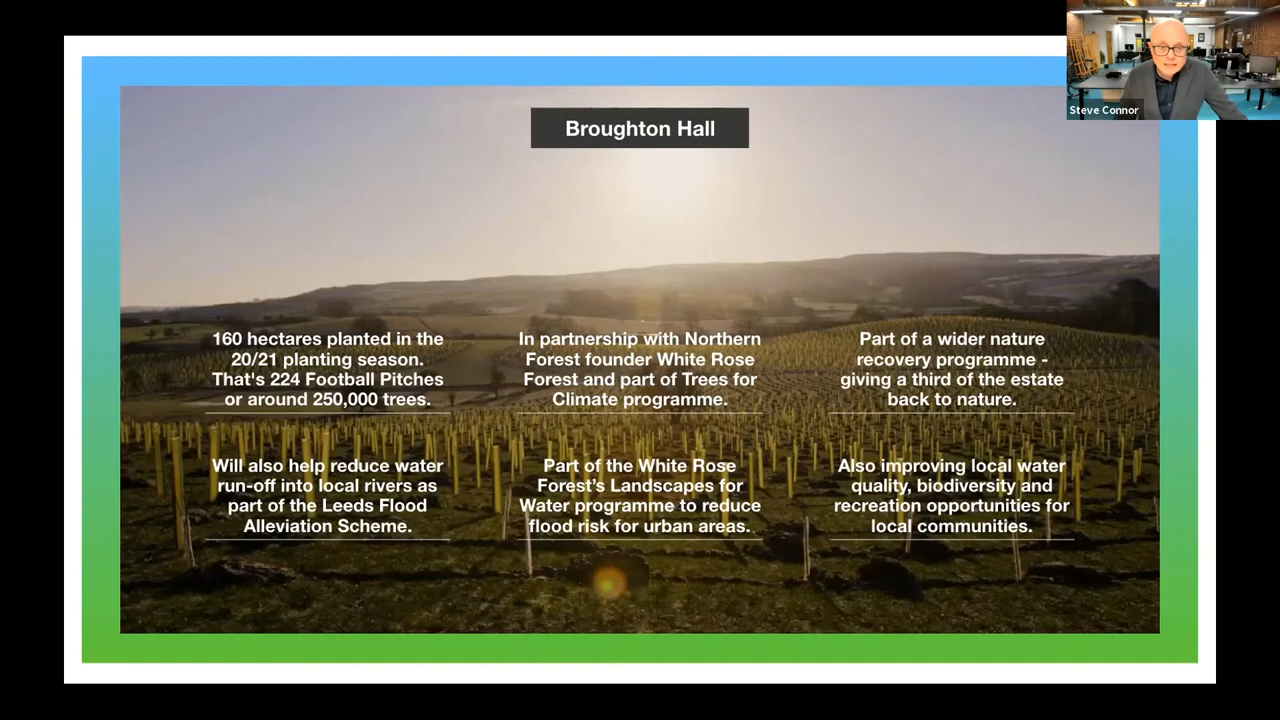 Steve Connor
Broughton Hall
160 hectares planted in the
20/21 planting season.
That's 224 Football Pitches
or around 250,000 trees.
In partnership with Northern
Forest founder White Rose
Forest and part of Trees for
Climate programme.
Part of a wider nature
recovery programme -
giving a third of the estate
back to nature.
Will also help reduce water
run-off into local rivers as
part of the Leeds Flood
Alleviation Scheme.
Part of the White Rose
Forest’s Landscapes for
Water programme to reduce
flood risk for urban areas.
Also improving local water
quality, biodiversity and
recreation opportunities for
local communities.